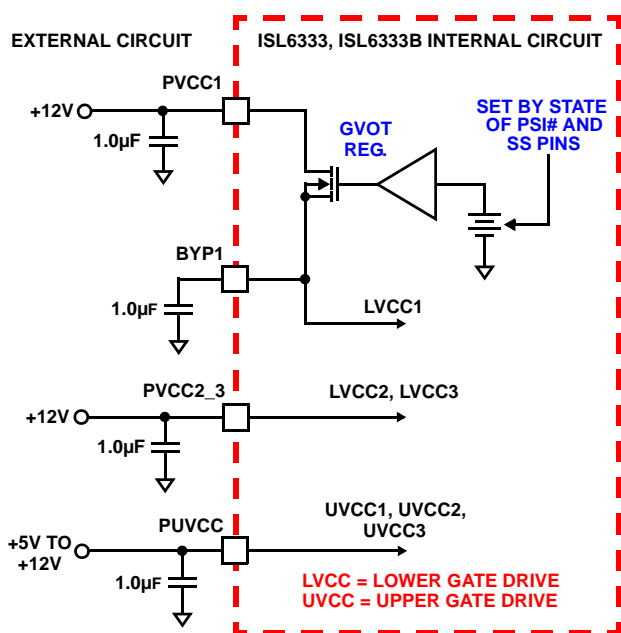 EXTERNAL CIRCUIT
ISL6333, ISL6333B INTERNAL CIRCUIT
PVCC1
+12V
1.0µF
GVOT
REG.
SET BY STATE
OF PSI# AND
SS PINS
BYP1
1.0µF
LVCC1
PVCC2_3
+12V
1.0µF
LVCC2, LVCC3
PUVCC
+5V TO
+12V
1.0µF
UVCC1, UVCC2,
UVCC3
LVCC = LOWER GATE DRIVE
UVCC = UPPER GATE DRIVE